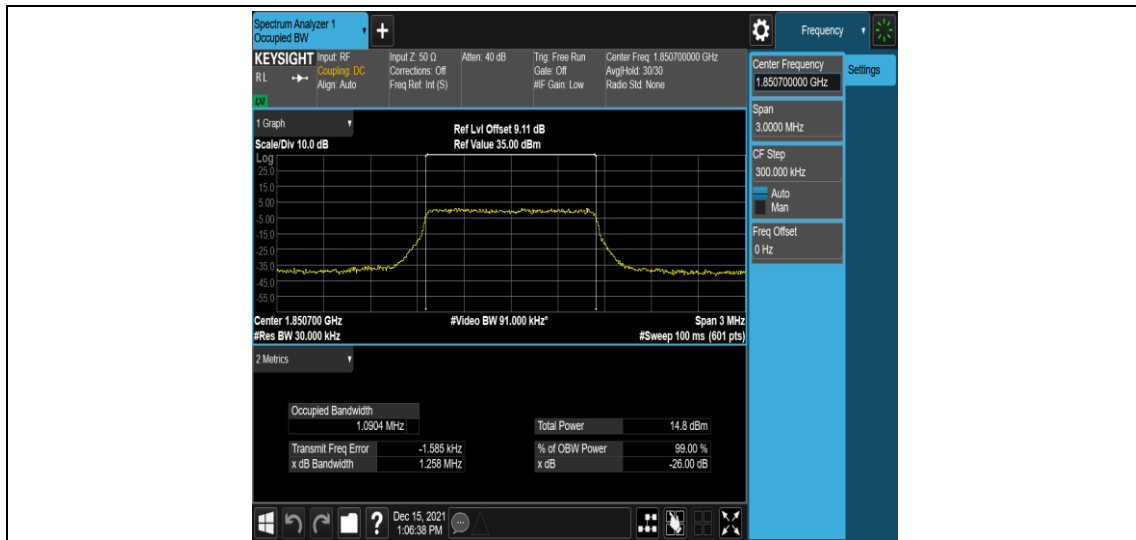 Spectrum Analyzer 1
Occupied BW
+
Frequency
KEYSIGHT
RL
LXI
Input: RF
Coupling: DC
Align: Auto
Input Z: 50 Ω
Corrections: Off
Freq Ref: Int (S)
Atten: 40 dB
Trig: Free Run
Gate: Off
#IF Gain: Low
Center Freq: 1.850700000 GHz
Avg|Hold: 30/30
Radio Std: None
Center Frequency
1.850700000 GHz
Settings
Span
3.0000 MHz
CF Step
300.000 kHz
Auto
Man
Freq Offset
0 Hz
1 Graph
Ref Lvl Offset 9.11 dB
Scale/Div 10.0 dB
Ref Value 35.00 dBm
Log
25.0
15.0
5.00
-5.00
-15.0
-25.0
-35.0
-45.0
-55.0
Center 1.850700 GHz
#Video BW 91.000 kHz*
Span 3 MHz
#Res BW 30.000 kHz
#Sweep 100 ms (601 pts)
2 Metrics
Occupied Bandwidth
1.0904 MHz
Total Power 14.8 dBm
Transmit Freq Error -1.585 kHz
% of OBW Power 99.00 %
x dB Bandwidth 1.258 MHz
x dB -26.00 dB
?
Dec 15, 2021
1:06:38 PM